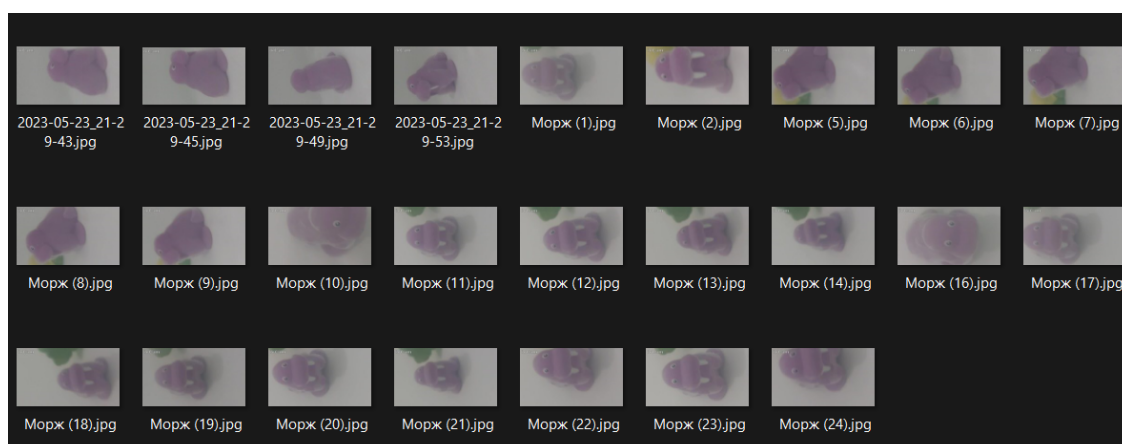 2023-05-23_21-2 2023-05-23_21-2 2023-05-23_21-2 2023-05-23_21-2 Морж (1).jpg Морж (2).jpg Морж (5).jpg Морж (6).jpg Морж (7).jpg
9-43.jpg 9-45.jpg 9-49.jpg 9-53.jpg
Морж (8).jpg Морж (9).jpg Морж (10).jpg Морж (11).jpg Морж (12).jpg Морж (13).jpg Морж (14).jpg Морж (16).jpg Морж (17).jpg
Морж (18).jpg Морж (19).jpg Морж (20).jpg Морж (21).jpg Морж (22).jpg Морж (23).jpg Морж (24).jpg